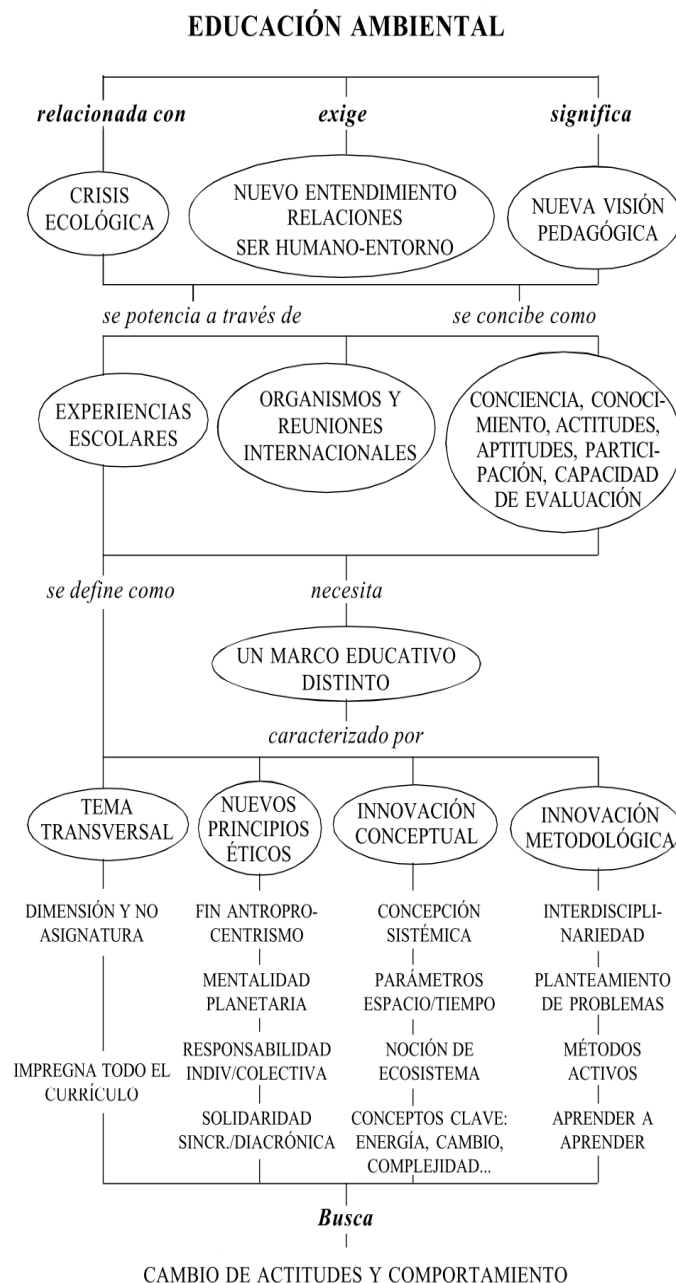 EDUCACIÓN AMBIENTAL
relacionada con
exige
significa
CRISIS
ECOLÓGICA
NUEVO ENTENDIMIENTO
RELACIONES
SER HUMANO-ENTORNO
NUEVA VISIÓN
PEDAGÓGICA
se potencia a través de
se concibe como
EXPERIENCIAS
ESCOLARES
ORGANISMOS Y
REUNIONES
INTERNACIONALES
CONCIENCIA, CONOCI-
MIENTO, ACTITUDES,
APTITUDES, PARTICI-
PACIÓN, CAPACIDAD
DE EVALUACIÓN
se define como
necesita
UN MARCO EDUCATIVO
DISTINTO
caracterizado por
TEMA
TRANSVERSAL
NUEVOS
PRINCIPIOS
ÉTICOS
INNOVACIÓN
CONCEPTUAL
INNOVACIÓN
METODOLÓGICA
DIMENSIÓN Y NO
ASIGNATURA
IMPREGNA TODO EL
CURRÍCULO
FIN ANTROPRO-
CENTRISMO
MENTALIDAD
PLANETARIA
RESPONSABILIDAD
INDIV/COLECTIVA
SOLIDARIDAD
SINCR./DIACRÓNICA
CONCEPCIÓN
SISTÉMICA
PARÁMETROS
ESPACIO/TIEMPO
NOCIÓN DE
ECOSISTEMA
CONCEPTOS CLAVE:
ENERGÍA, CAMBIO,
COMPLEJIDAD...
INTERDISCIPLI-
NARIEDAD
PLANTEAMIENTO
DE PROBLEMAS
MÉTODOS
ACTIVOS
APRENDER A
APRENDER
Busca
CAMBIO DE ACTITUDES Y COMPORTAMIENTO